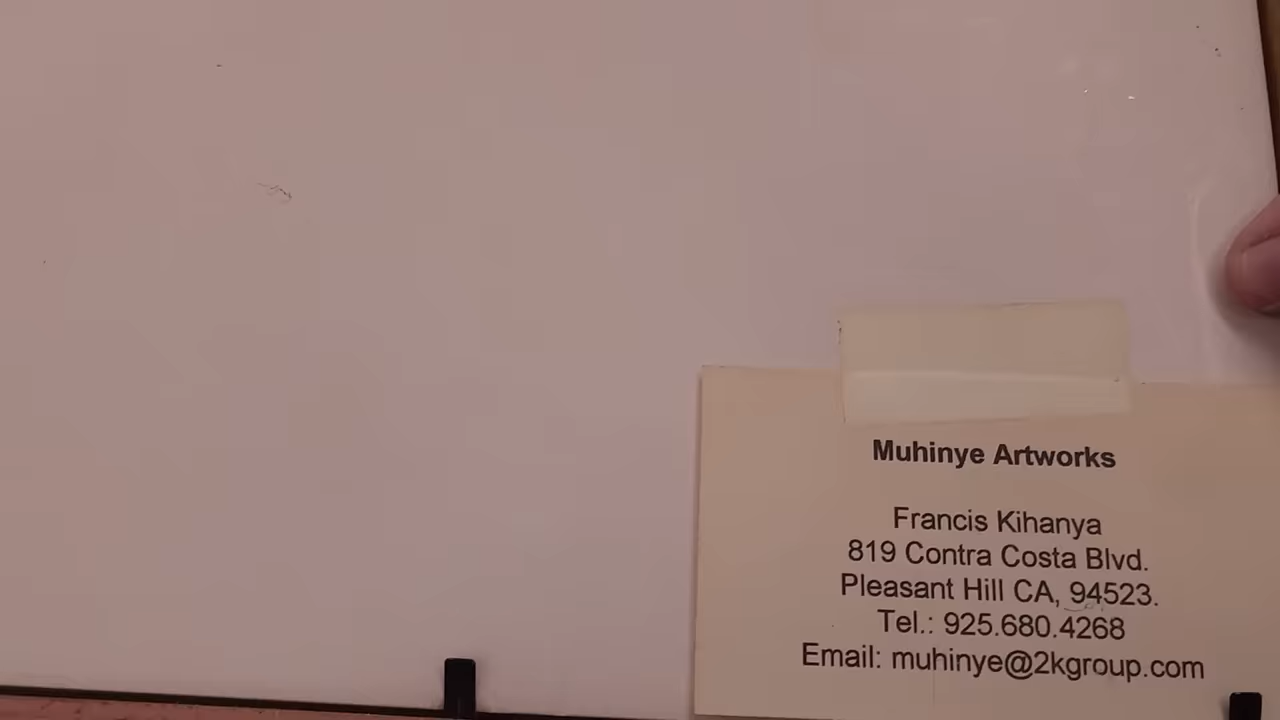 Muhinye Artworks
Francis Kihanya
819 Contra Costa Blvd.
Pleasant Hill CA, 94523.
Tel.: 925.680.4268
Email: muhinye@2kgroup.com